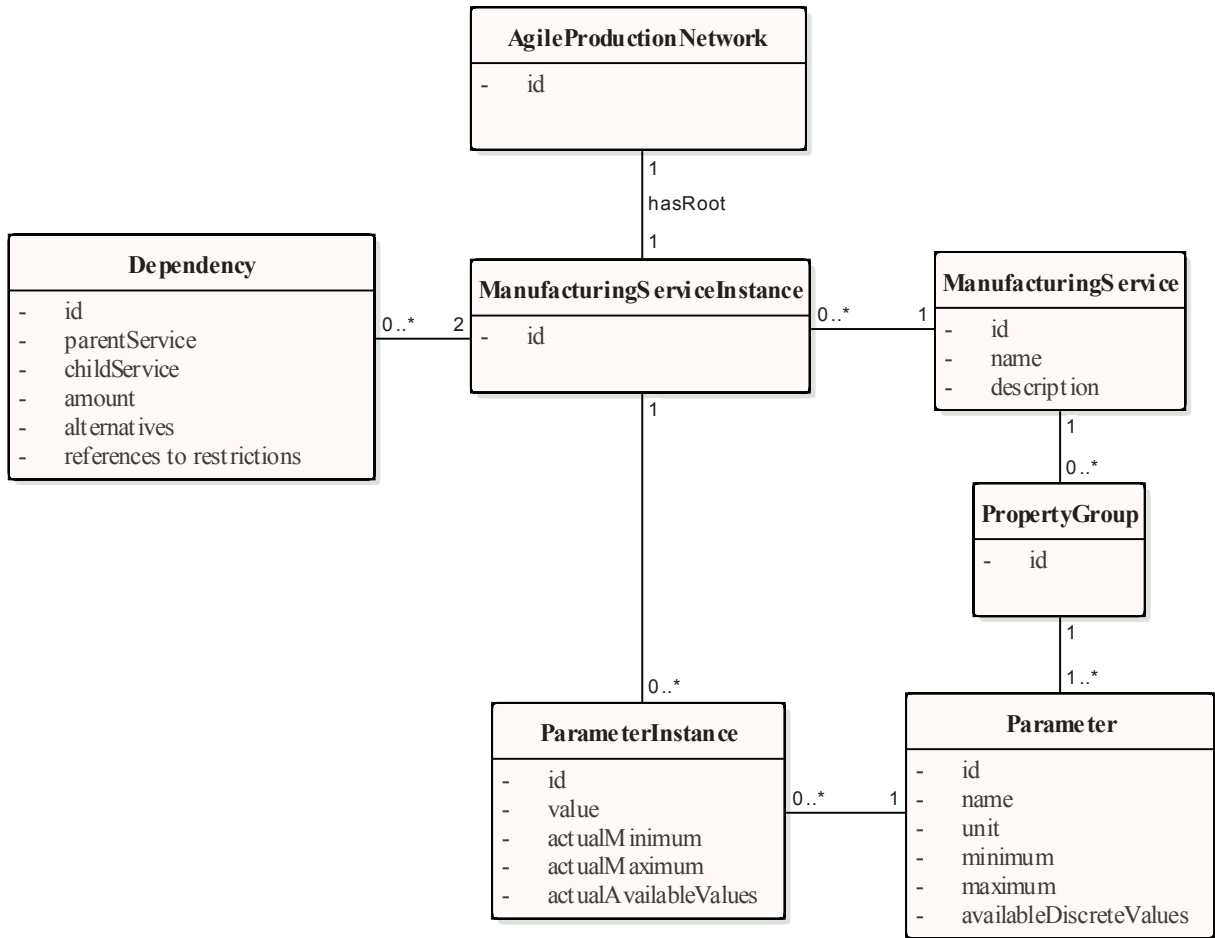 AgileProductionNetwork
- id
1
hasRoot
1
Dependency
- id
- parentService
- childService
- amount
- alternatives
- references to restrictions
0..*
2
ManufacturingServiceInstance
- id
0..*
1
ManufacturingService
- id
- name
- description
1
0..*
PropertyGroup
- id
1
1..*
1
0..*
ParameterInstance
- id
- value
- actualMinimum
- actualMaximum
- actualAvailableValues
0..*
1
Parameter
- id
- name
- unit
- minimum
- maximum
- availableDiscreteValues